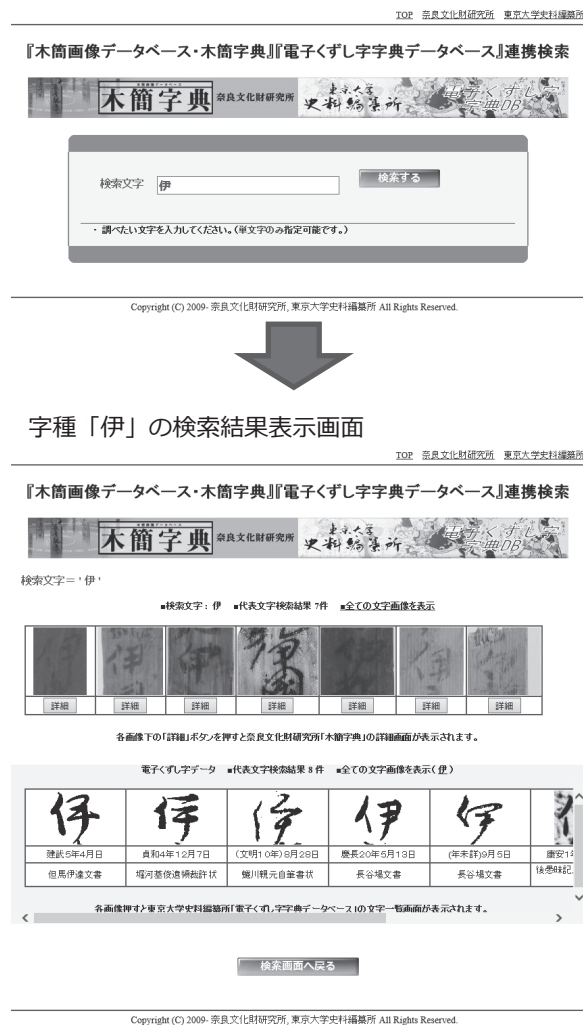 TOP 奈良文化財研究所 東京大学史料編纂所
『木簡画像データベース・木簡字典』『電子くずし字字典データベース』連携検索
木簡字典 奈良文化財研究所 東京大学史料編纂所 電子くずし字字典DB
検索文字 伊 検索する
・ 調べたい文字を入力してください。(単文字のみ指定可能です。)
Copyright (C) 2009- 奈良文化財研究所, 東京大学史料編纂所 All Rights Reserved.
字種「伊」の検索結果表示画面
TOP 奈良文化財研究所 東京大学史料編纂所
『木簡画像データベース・木簡字典』『電子くずし字字典データベース』連携検索
木簡字典 奈良文化財研究所 東京大学史料編纂所 電子くずし字字典DB
検索文字＝'伊'
■検索文字：伊 ■代表文字検索結果 7件 ■全ての文字画像を表示
詳細 詳細 詳細 詳細 詳細 詳細 詳細
各画像下の「詳細」ボタンを押すと奈良文化財研究所「木簡字典」の詳細画面が表示されます。
電子くずし字データ ■代表文字検索結果 8 件 ■全ての文字画像を表示(伊)
伊 伊 伊 伊 伊
建武5年4月日 貞和4年12月7日 (文明10年)8月28日 慶長20年5月13日 (年未詳)9月5日 康安1年
但馬伊達文書 堀河基俊遺領裁許状 蜷川親元自筆書状 長谷場文書 長谷場文書 後愚昧記
各画像押すと東京大学史料編纂所「電子くずし字字典データベース」の文字一覧画面が表示されます。
検索画面へ戻る
Copyright (C) 2009- 奈良文化財研究所, 東京大学史料編纂所 All Rights Reserved.